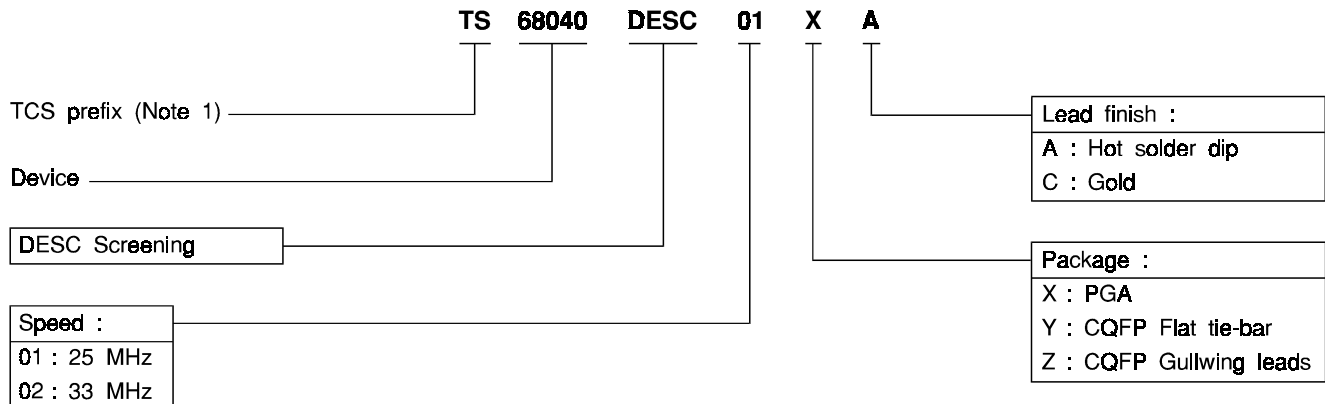 TS 68040 DESC 01 X A
TCS prefix (Note 1)
Device
DESC Screening
Speed :
01 : 25 MHz
02 : 33 MHz
Lead finish :
A : Hot solder dip
C : Gold
Package :
X : PGA
Y : CQFP Flat tie-bar
Z : CQFP Gullwing leads